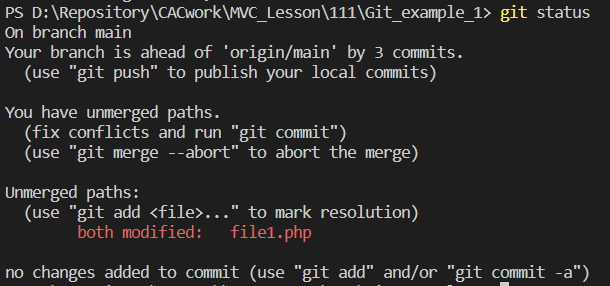 PS D:\Repository\CACwork\MVC_Lesson\111\Git_example_1> git status
On branch main
Your branch is ahead of 'origin/main' by 3 commits.
  (use "git push" to publish your local commits)

You have unmerged paths.
  (fix conflicts and run "git commit")
  (use "git merge --abort" to abort the merge)

Unmerged paths:
  (use "git add <file>..." to mark resolution)
        both modified:   file1.php

no changes added to commit (use "git add" and/or "git commit -a")